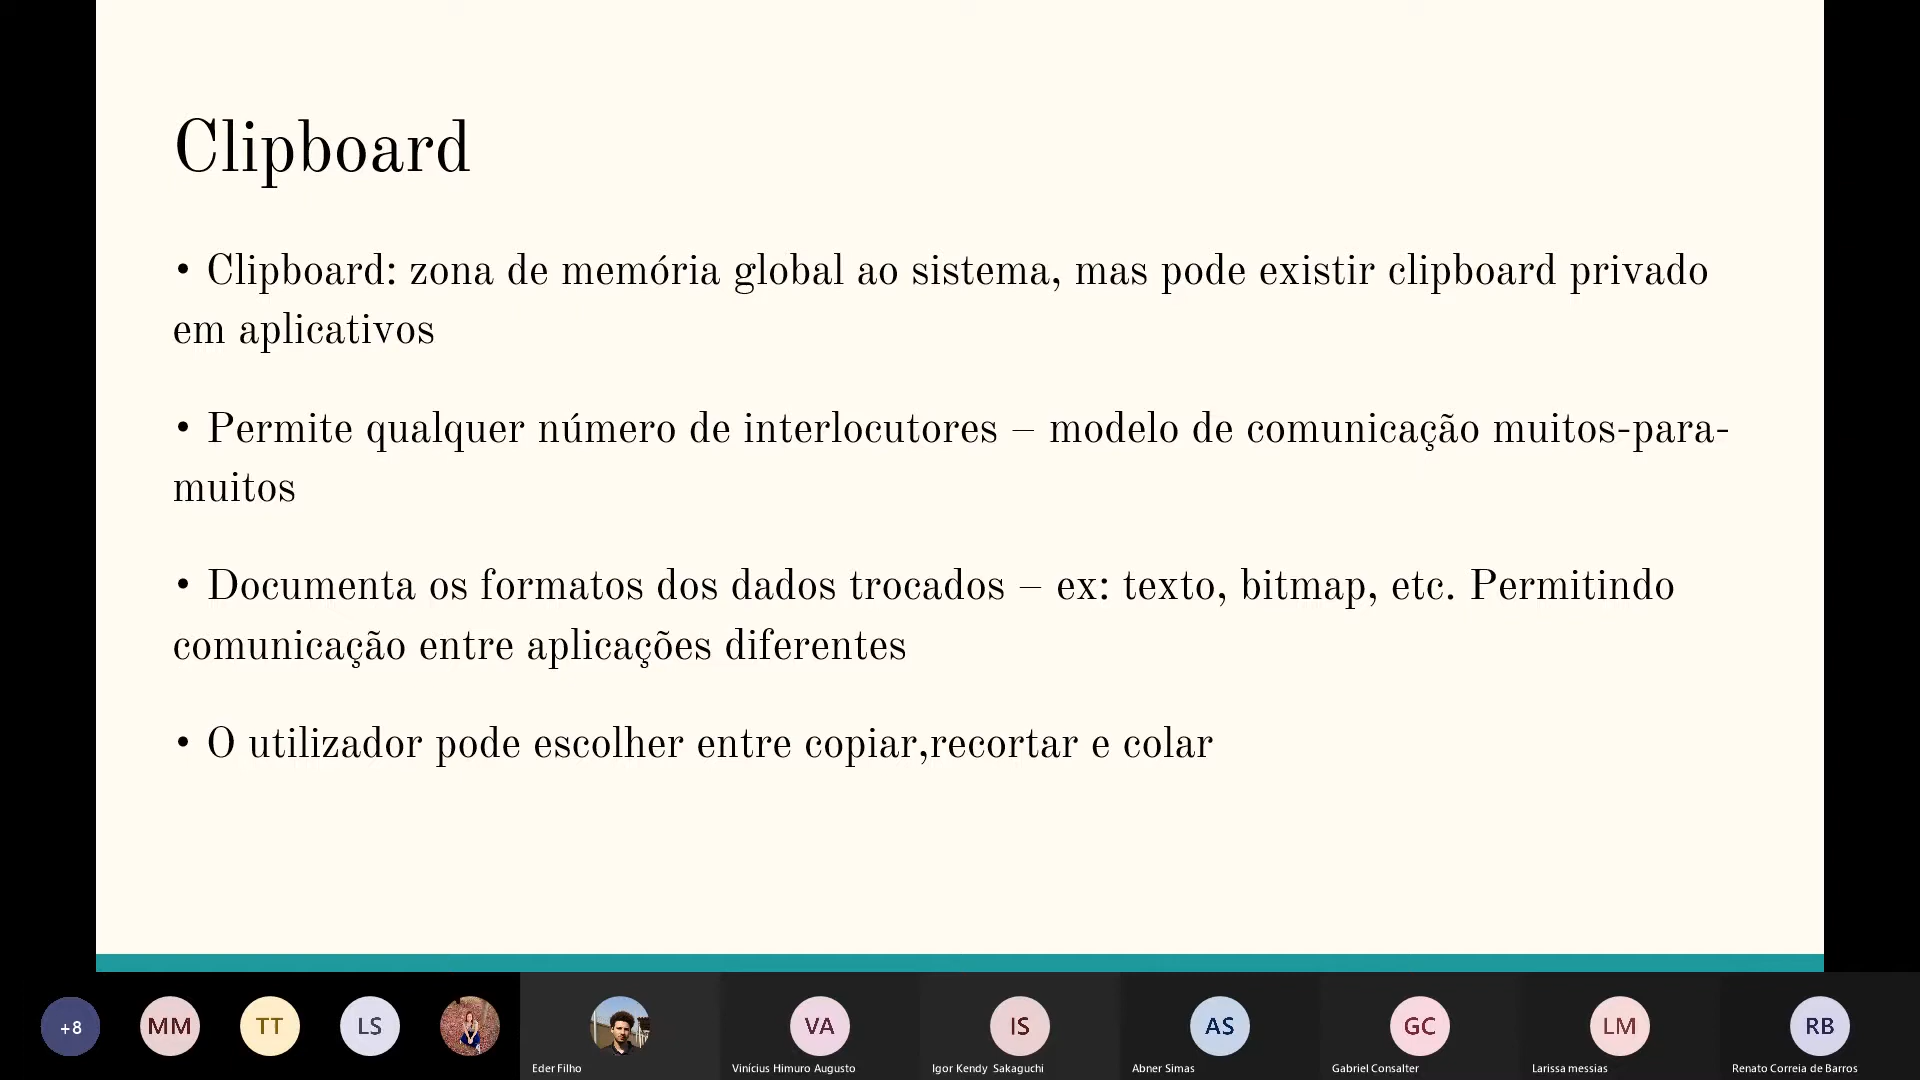 Clipboard
• Clipboard: zona de memória global ao sistema, mas pode existir clipboard privado
em aplicativos
• Permite qualquer número de interlocutores – modelo de comunicação muitos-para-
muitos
• Documenta os formatos dos dados trocados – ex: texto, bitmap, etc. Permitindo
comunicação entre aplicações diferentes
• O utilizador pode escolher entre copiar,recortar e colar
+8 MM TT LS VA IS AS GC LM RB
Eder Filho Vinícius Himuro Augusto Igor Kendy Sakaguchi Abner Simas Gabriel Consalter Larissa messias Renato Correia de Barros